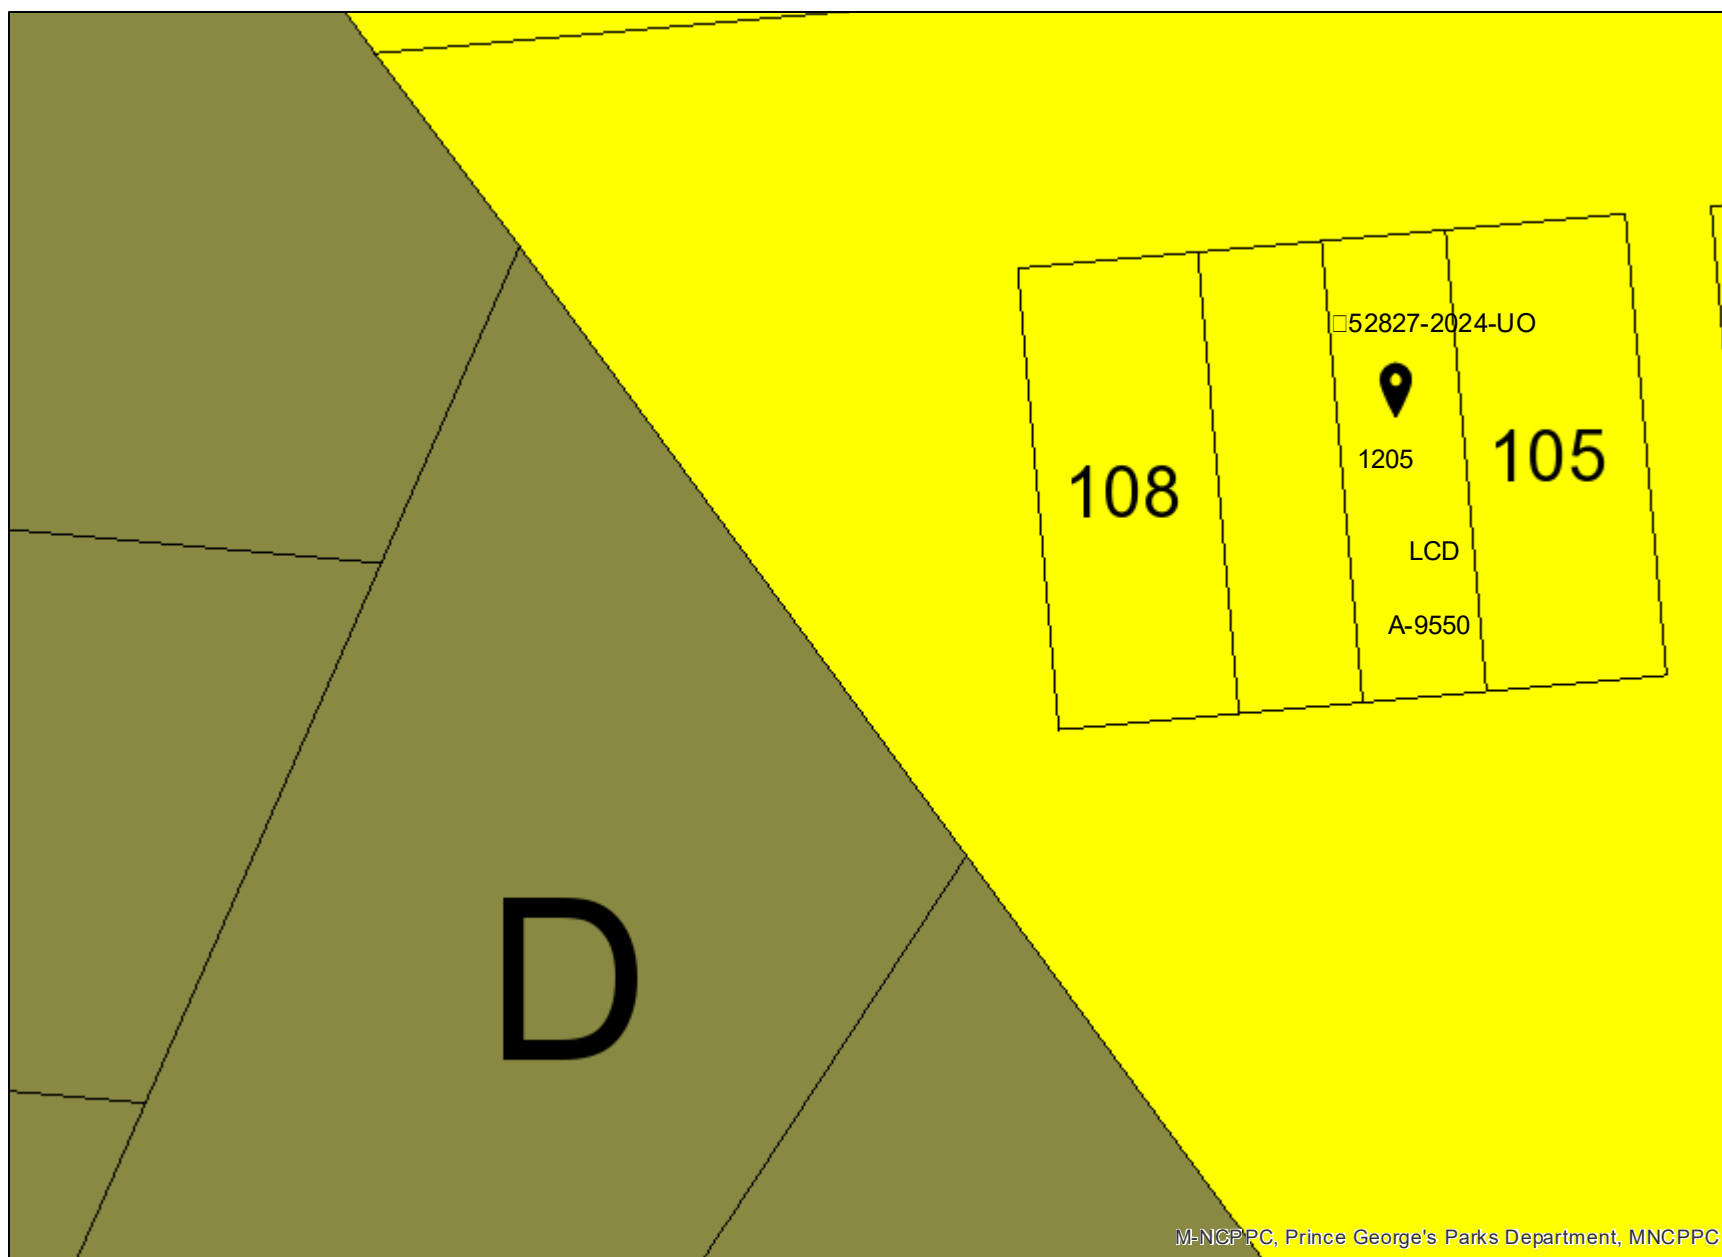 52827-2024-UO
108
1205
105
LCD
A-9550
D
M-NCPPC, Prince George's Parks Department, MNCPPC